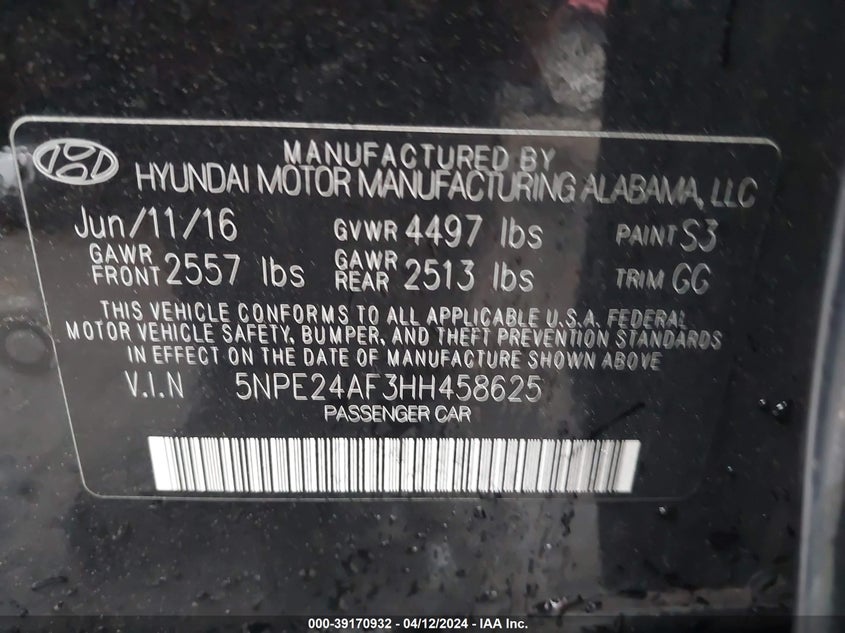 MANUFACTURED BY
HYUNDAI MOTOR MANUFACTURING ALABAMA, LLC
Jun/11/16 GVWR 4497 lbs PAINT S3
GAWR FRONT 2557 lbs GAWR REAR 2513 lbs TRIM GG
THIS VEHICLE CONFORMS TO ALL APPLICABLE U.S.A. FEDERAL
MOTOR VEHICLE SAFETY, BUMPER, AND THEFT PREVENTION STANDARDS
IN EFFECT ON THE DATE OF MANUFACTURE SHOWN ABOVE.
V.I.N 5NPE24AF3HH458625
PASSENGER CAR
000-39170932 - 04/12/2024 - IAA Inc.